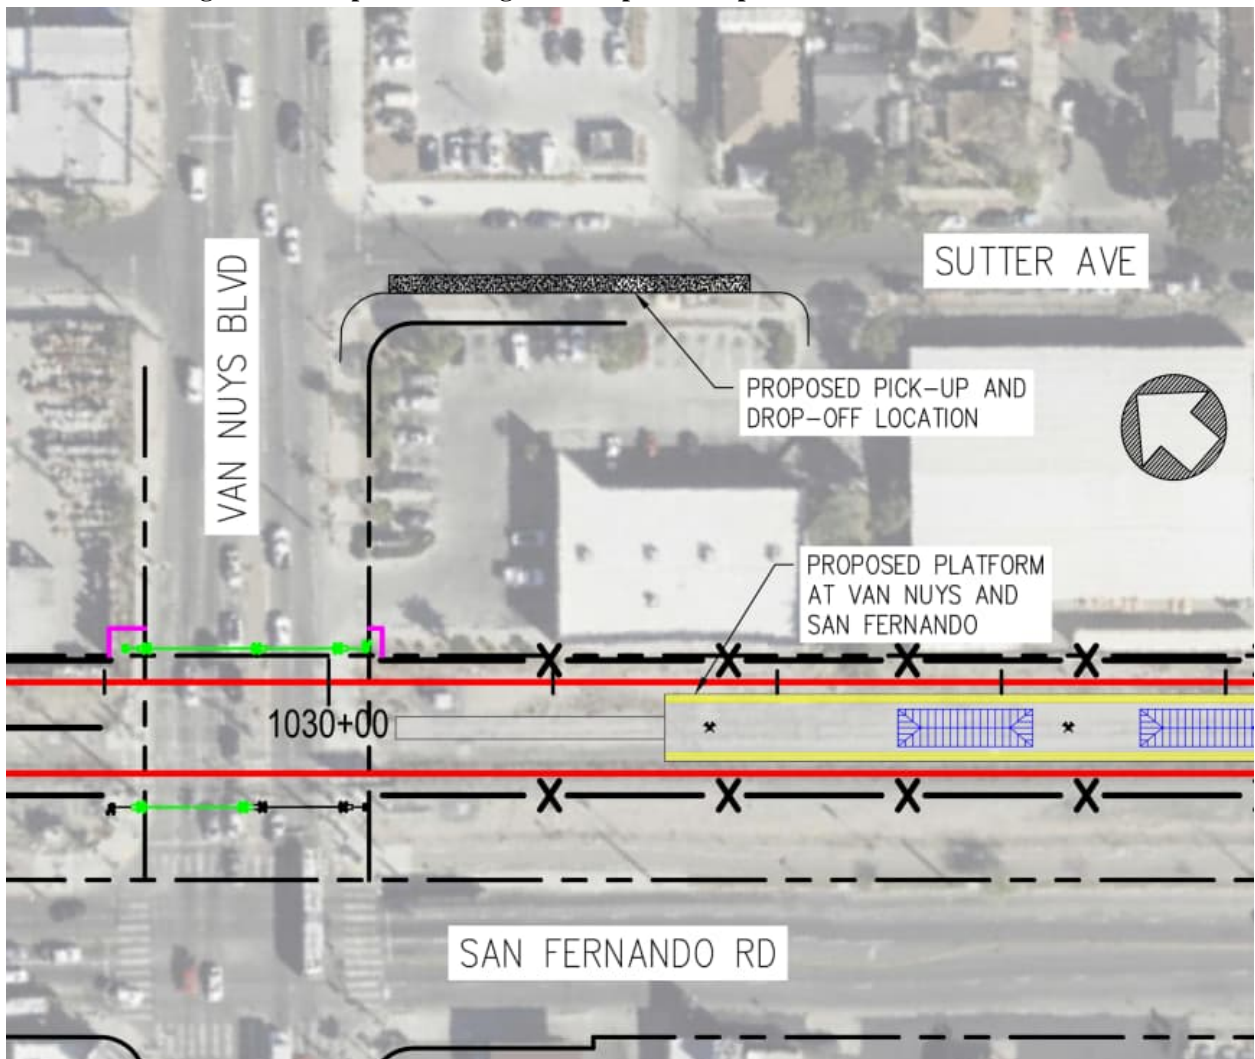 SUTTER AVE
VAN NUYS BLVD
PROPOSED PICK-UP AND
DROP-OFF LOCATION
PROPOSED PLATFORM
AT VAN NUYS AND
SAN FERNANDO
1030+00
SAN FERNANDO RD